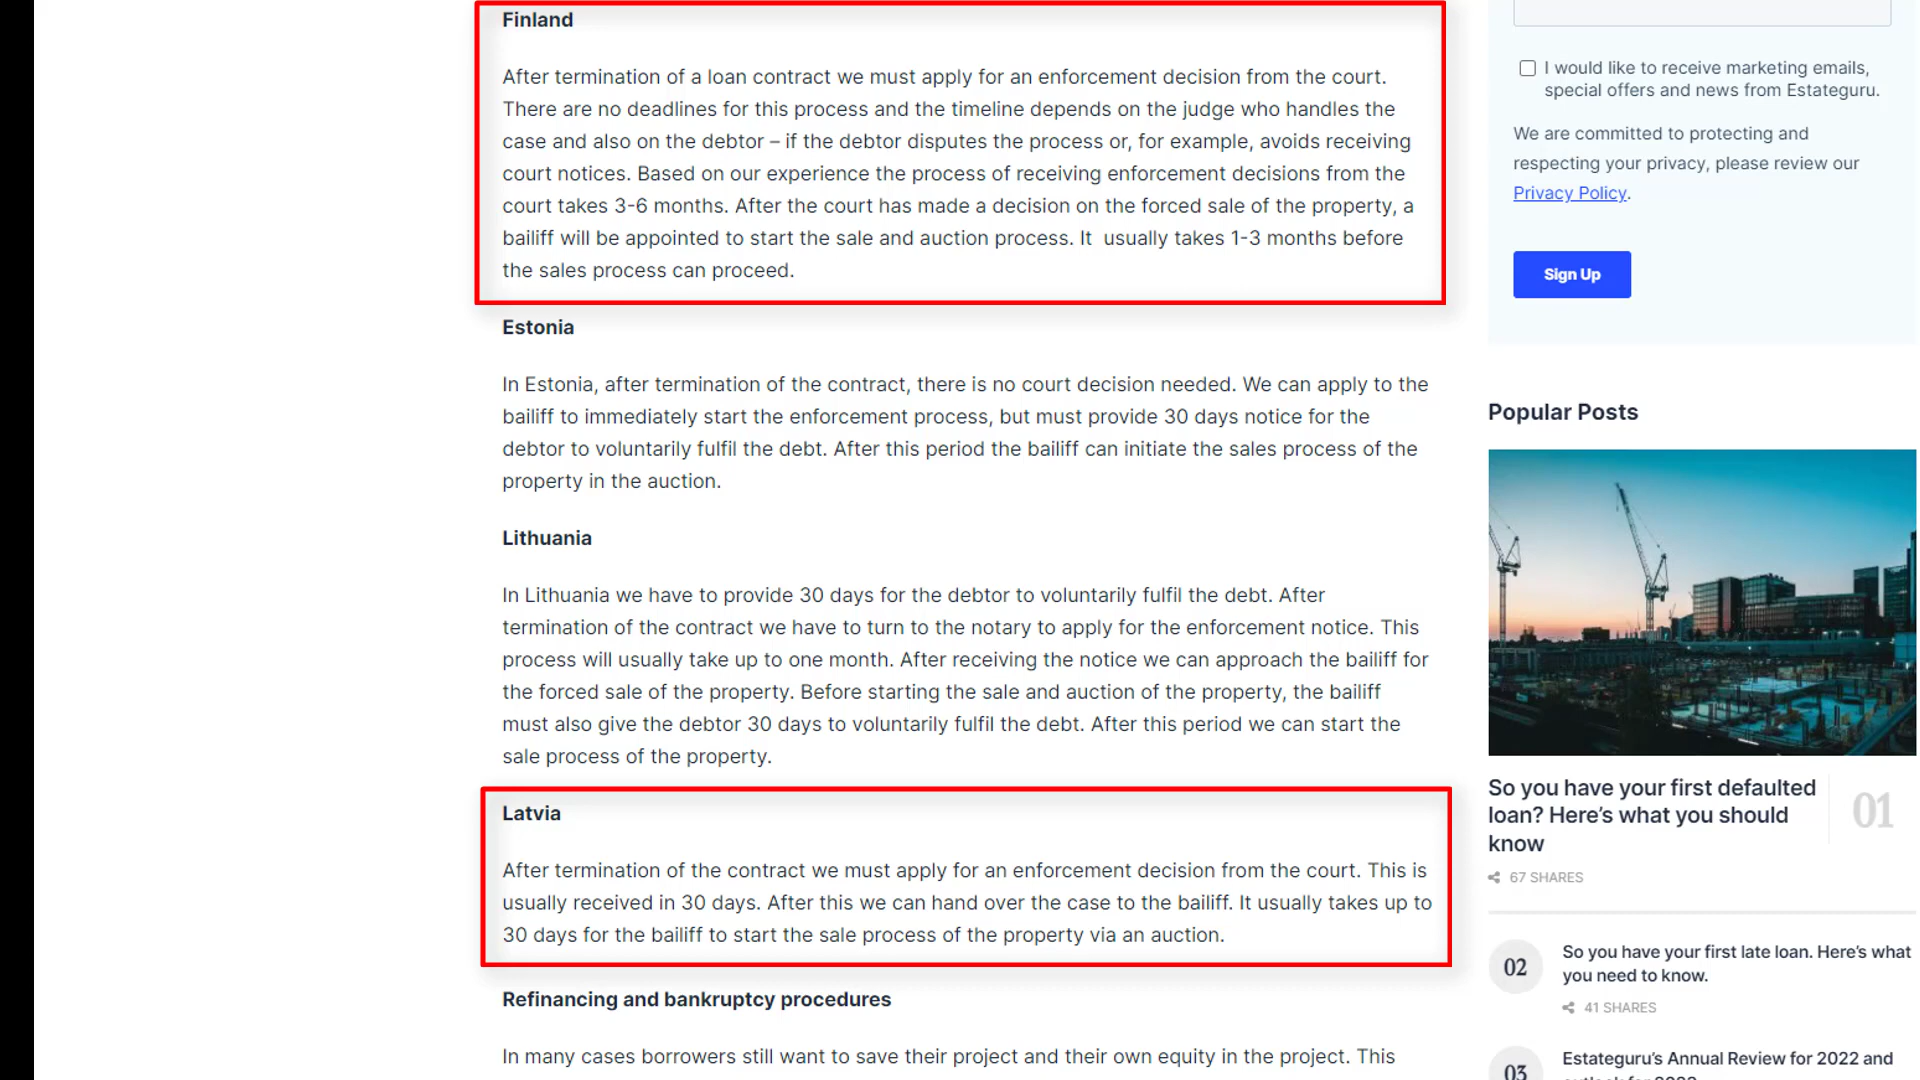 Finland
After termination of a loan contract we must apply for an enforcement decision from the court.
There are no deadlines for this process and the timeline depends on the judge who handles the
case and also on the debtor – if the debtor disputes the process or, for example, avoids receiving
court notices. Based on our experience the process of receiving enforcement decisions from the
court takes 3-6 months. After the court has made a decision on the forced sale of the property, a
bailiff will be appointed to start the sale and auction process. It  usually takes 1-3 months before
the sales process can proceed.
Estonia
In Estonia, after termination of the contract, there is no court decision needed. We can apply to the
bailiff to immediately start the enforcement process, but must provide 30 days notice for the
debtor to voluntarily fulfil the debt. After this period the bailiff can initiate the sales process of the
property in the auction.
Lithuania
In Lithuania we have to provide 30 days for the debtor to voluntarily fulfil the debt. After
termination of the contract we have to turn to the notary to apply for the enforcement notice. This
process will usually take up to one month. After receiving the notice we can approach the bailiff for
the forced sale of the property. Before starting the sale and auction of the property, the bailiff
must also give the debtor 30 days to voluntarily fulfil the debt. After this period we can start the
sale process of the property.
Latvia
After termination of the contract we must apply for an enforcement decision from the court. This is
usually received in 30 days. After this we can hand over the case to the bailiff. It usually takes up to
30 days for the bailiff to start the sale process of the property via an auction.
Refinancing and bankruptcy procedures
In many cases borrowers still want to save their project and their own equity in the project. This
I would like to receive marketing emails,
special offers and news from Estateguru.
We are committed to protecting and
respecting your privacy, please review our
Privacy Policy.
Sign Up
Popular Posts
So you have your first defaulted
loan? Here's what you should
know
01
67 SHARES
02
So you have your first late loan. Here's what
you need to know.
41 SHARES
03
Estateguru's Annual Review for 2022 and